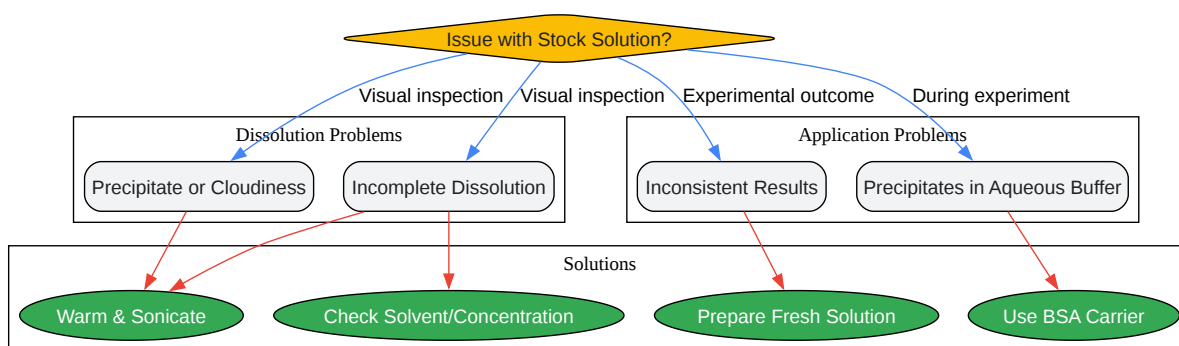 Issue with Stock Solution?
Visual inspection
Visual inspection
Experimental outcome
During experiment
Dissolution Problems
Application Problems
Precipitate or Cloudiness
Incomplete Dissolution
Inconsistent Results
Precipitates in Aqueous Buffer
Solutions
Warm & Sonicate
Check Solvent/Concentration
Prepare Fresh Solution
Use BSA Carrier